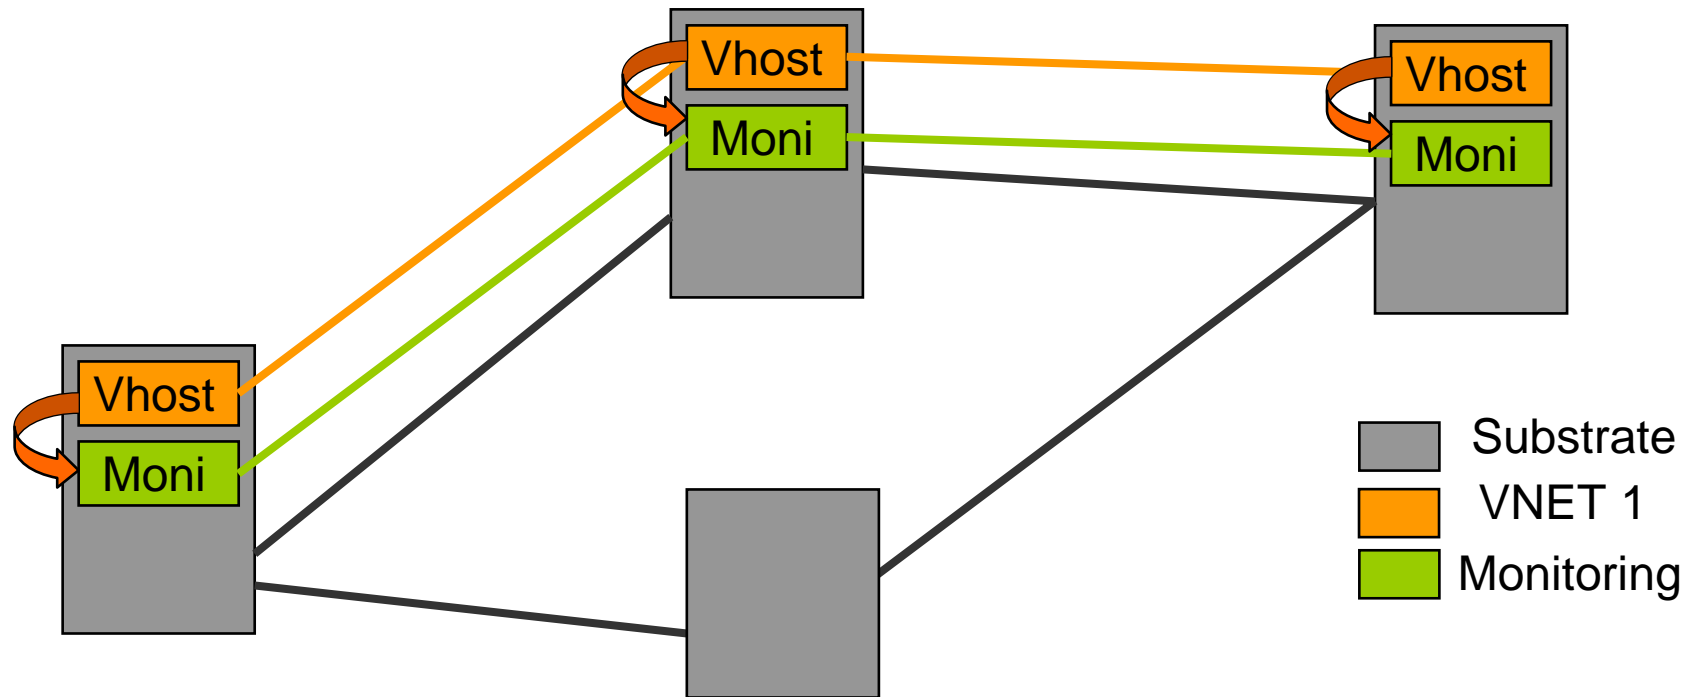 Vhost
Moni
Vhost
Moni
Vhost
Moni
Substrate
VNET 1
Monitoring